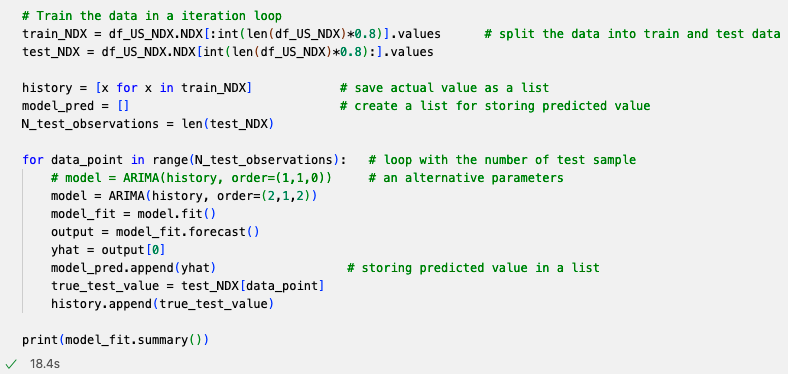 # Train the data in a iteration loop
train_NDX = df_US_NDX.NDX[:int(len(df_US_NDX)*0.8)].values      # split the data into train and test data
test_NDX = df_US_NDX.NDX[int(len(df_US_NDX)*0.8):].values
history = [x for x in train_NDX]            # save actual value as a list
model_pred = []                             # create a list for storing predicted value
N_test_observations = len(test_NDX)
for data_point in range(N_test_observations):   # loop with the number of test sample
    # model = ARIMA(history, order=(1,1,0))     # an alternative parameters
    model = ARIMA(history, order=(2,1,2))
    model_fit = model.fit()
    output = model_fit.forecast()
    yhat = output[0]
    model_pred.append(yhat)                  # storing predicted value in a list
    true_test_value = test_NDX[data_point]
    history.append(true_test_value)
print(model_fit.summary())
18.4s